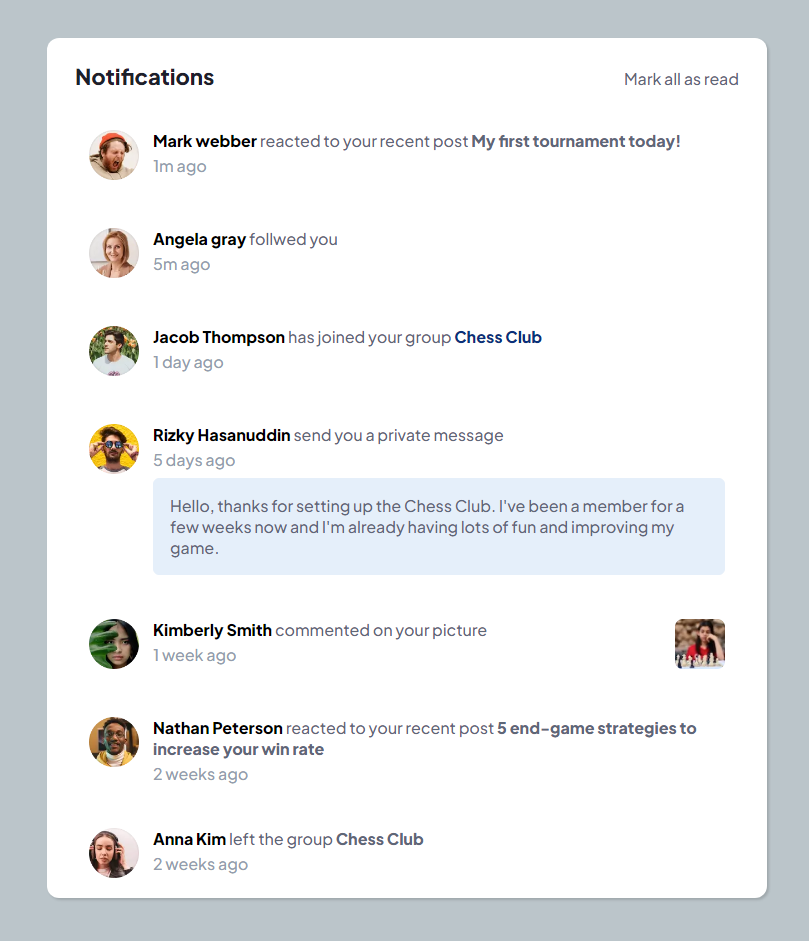 Notifications
Mark all as read
Mark webber reacted to your recent post My first tournament today!
1m ago
Angela gray follwed you
5m ago
Jacob Thompson has joined your group Chess Club
1 day ago
Rizky Hasanuddin send you a private message
5 days ago
Hello, thanks for setting up the Chess Club. I've been a member for a
few weeks now and I'm already having lots of fun and improving my
game.
Kimberly Smith commented on your picture
1 week ago
Nathan Peterson reacted to your recent post 5 end-game strategies to
increase your win rate
2 weeks ago
Anna Kim left the group Chess Club
2 weeks ago